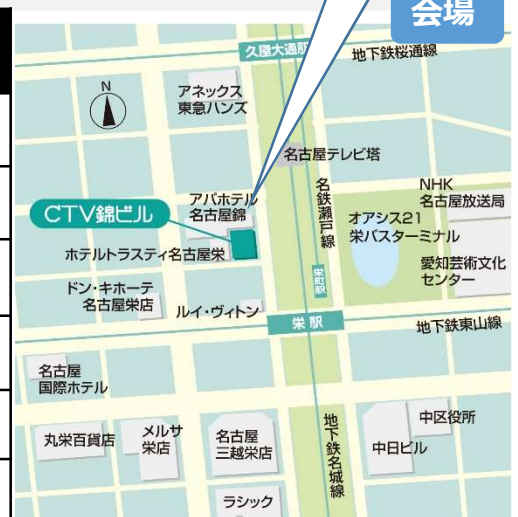 会場
久屋大通駅
地下鉄桜通線
N
アネックス
東急ハンズ
名古屋テレビ塔
アパホテル
名古屋錦
名鉄瀬戸線
NHK
名古屋放送局
CTV錦ビル
オアシス21
栄バスターミナル
ホテルトラスティ名古屋栄
愛知芸術文化
センター
栄町駅
ドン・キホーテ
名古屋栄店
ルイ・ヴィトン
栄駅
地下鉄東山線
名古屋
国際ホテル
丸栄百貨店
メルサ
栄店
名古屋
三越栄店
地下鉄名城線
中区役所
中日ビル
ラシック